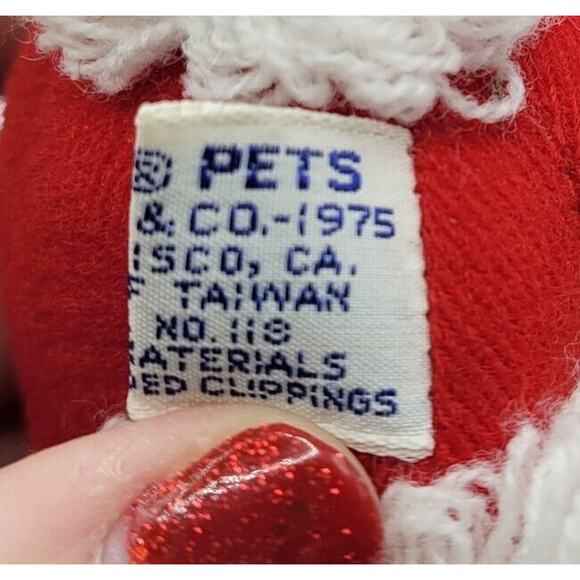 ® PETS
& CO.-1975
ISCO, CA.
F TAIWAN
NO. 118
ATERIALS
ED CLIPPINGS